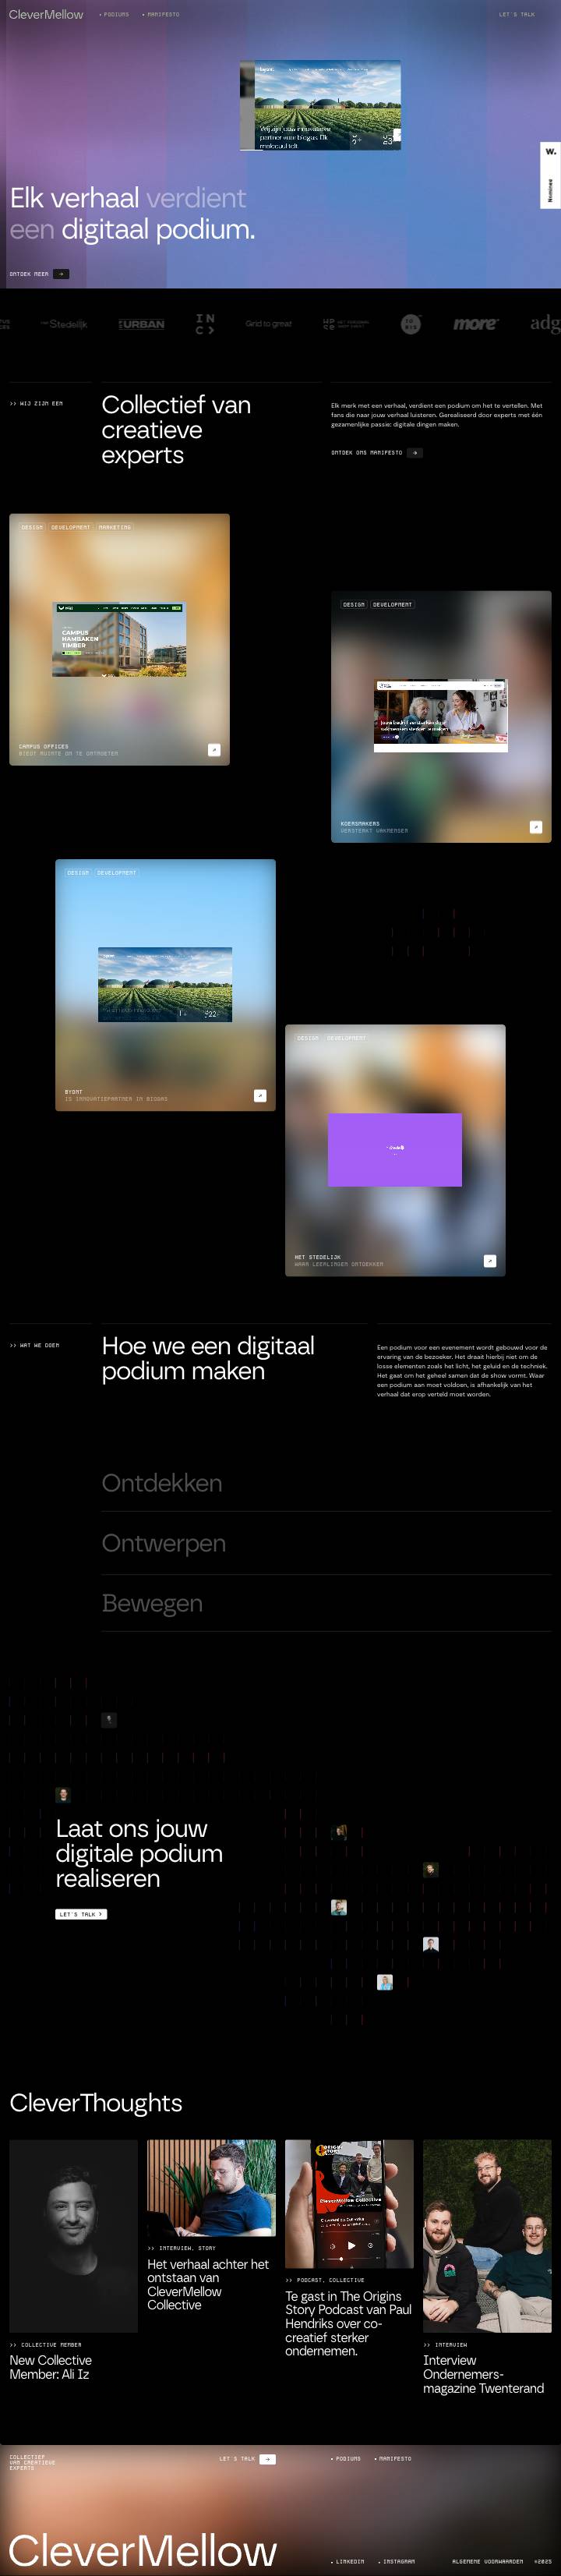 CleverMellow
PODIUMS
MANIFESTO
LET'S TALK
W.
Nominee
Elk verhaal verdient
een digitaal podium.
ONTDEK MEER
Stedelijk
URBAN
IN
C>
Grid to great
more
adg
>> WIJ ZIJN EEN
Collectief van
creatieve
experts
Elk merk met een verhaal, verdient een podium om het te vertellen. Met
fans die naar jouw verhaal luisteren. Gerealiseerd door experts met één
gezamenlijke passie: digitale dingen maken.
ONTDEK ONS MANIFESTO
DESIGN DEVELOPMENT MARKETING
CAMPUS
HAMBAKEN
TIMBER
CAMPUS OFFICES
BIEDT RUIMTE OM TE ONTMOETEN
DESIGN DEVELOPMENT
KOERSMAKERS
VERSTERKT VAKMENSEN
DESIGN DEVELOPMENT
BYGMT
IS INNOVATIEPARTNER IN BIOGAS
DESIGN DEVELOPMENT
HET STEDELIJK
WAAR LEERLINGEN ONTDEKKEN
>> WAT WE DOEN
Hoe we een digitaal
podium maken
Een podium voor een evenement wordt gebouwd voor de
ervaring van de bezoeker. Het draait hierbij niet om de
losse elementen zoals het licht, het geluid en de techniek.
Het gaat om het geheel samen dat de show vormt. Waar
een podium aan moet voldoen, is afhankelijk van het
verhaal dat erop verteld moet worden.
Ontdekken
Ontwerpen
Bewegen
Laat ons jouw
digitale podium
realiseren
LET'S TALK
CleverThoughts
>> COLLECTIVE MEMBER
New Collective
Member: Ali Iz
>> INTERVIEW, STORY
Het verhaal achter het
ontstaan van
CleverMellow
Collective
CleverMellow Collective
>> PODCAST, COLLECTIVE
Te gast in The Origins
Story Podcast van Paul
Hendriks over co-
creatief sterker
ondernemen.
>> INTERVIEW
Interview
Ondernemers-
magazine Twenterand
COLLECTIEF
VAN CREATIEVE
EXPERTS
LET'S TALK
PODIUMS
MANIFESTO
CleverMellow
LINKEDIN
INSTAGRAM
ALGEMENE VOORWAARDEN
©2025